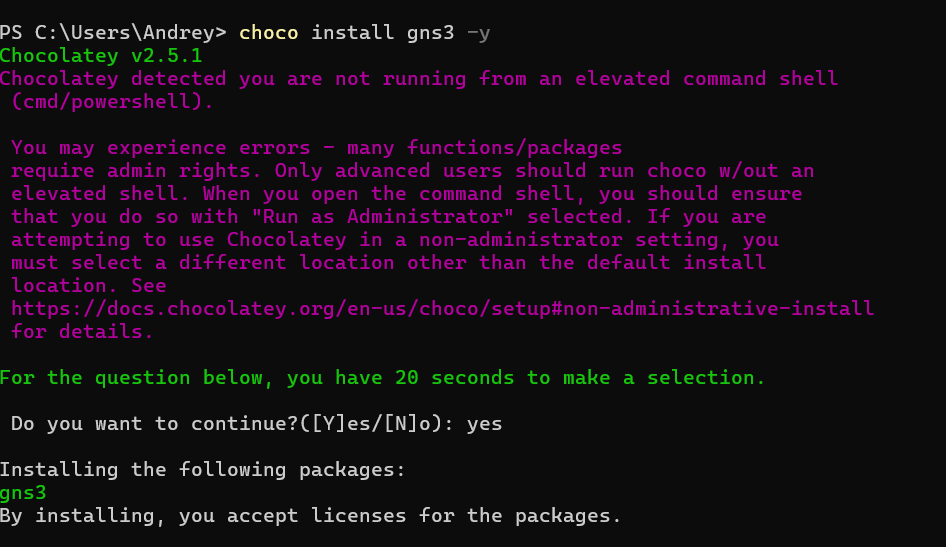 PS C:\Users\Andrey> choco install gns3 -y
Chocolatey v2.5.1
Chocolatey detected you are not running from an elevated command shell
(cmd/powershell).
You may experience errors - many functions/packages
require admin rights. Only advanced users should run choco w/out an
elevated shell. When you open the command shell, you should ensure
that you do so with "Run as Administrator" selected. If you are
attempting to use Chocolatey in a non-administrator setting, you
must select a different location other than the default install
location. See
https://docs.chocolatey.org/en-us/choco/setup#non-administrative-install
for details.
For the question below, you have 20 seconds to make a selection.
Do you want to continue?([Y]es/[N]o): yes
Installing the following packages:
gns3
By installing, you accept licenses for the packages.